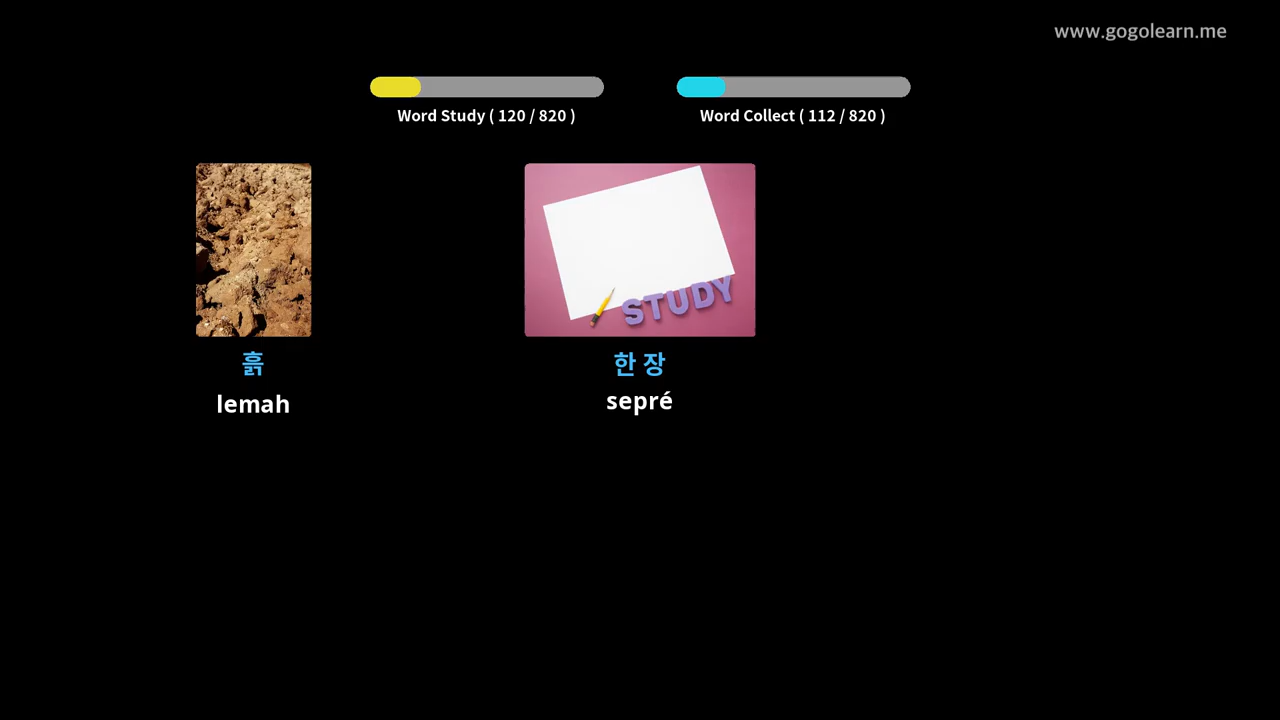 www.gogolearn.me
Word Study ( 120 / 820 )
Word Collect ( 112 / 820 )
STUDY
흙
한 장
lemah
sepré